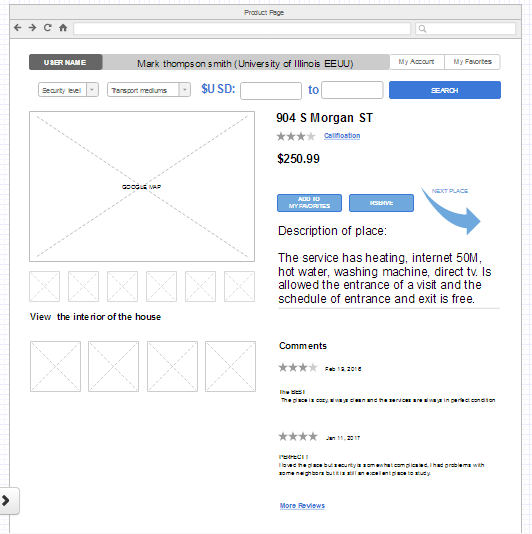 Product Page
USER NAME
Mark thompson smith (University of Illinois EEUU)
My Account
My Favorites
Security level
Transport mediums
$USD:
to
SEARCH
904 S Morgan ST
Calification
$250.99
GOOGLE MAP
ADD TO
MY FAVORITES
RSERVE
NEXT PLACE
Description of place:
The service has heating, internet 50M,
hot water, washing machine, direct tv. Is
allowed the entrance of a visit and the
schedule of entrance and exit is free.
View the interior of the house
Comments
Feb 13, 2016
The BEST
The place is cozy, always clean and the services are always in perfect condition
Jan 11, 2017
PERFECT!
I loved the place but security is somewhat complicated, I had problems with
some neighbors but it is still an excellent place to study.
More Reviews